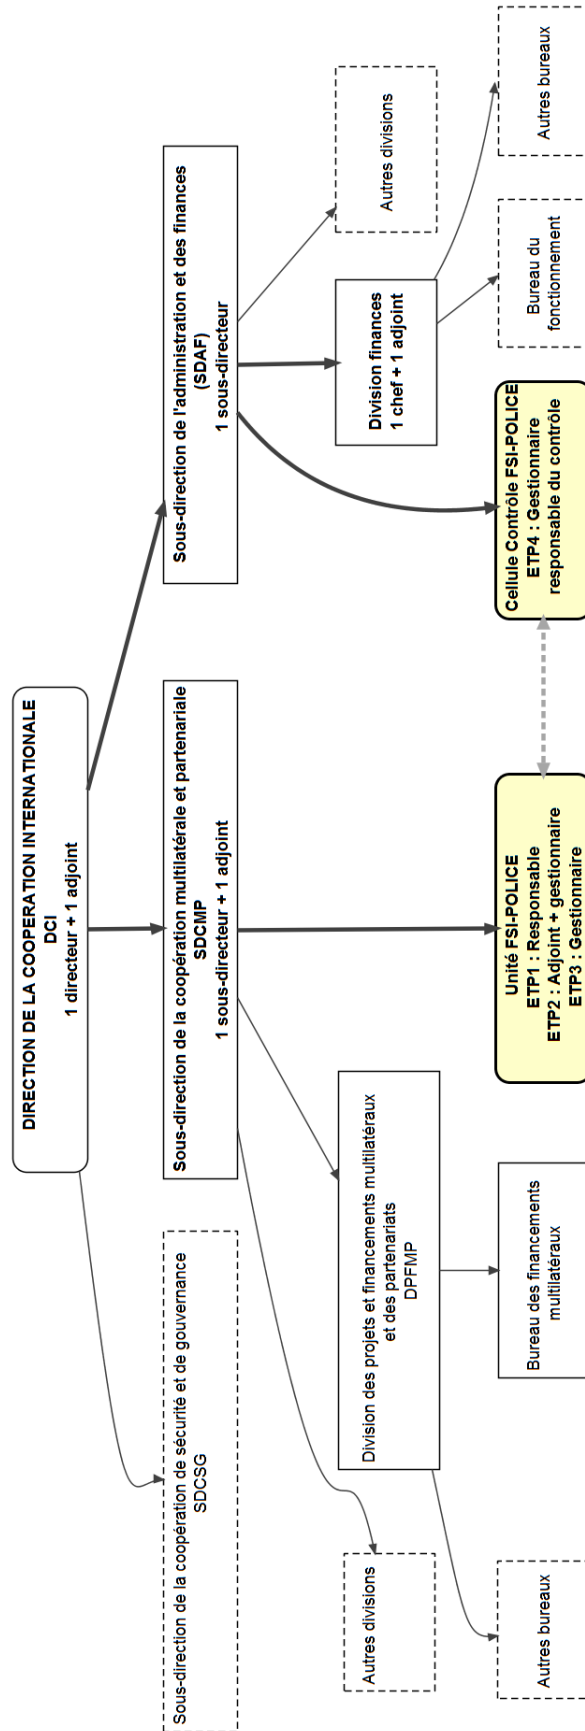 DIRECTION DE LA COOPERATION INTERNATIONALE
DCI
1 directeur + 1 adjoint
Sous-direction de la coopération de sécurité et de gouvernance
SDCSG
Sous-direction de la coopération multilatérale et partenariale
SDCMP
1 sous-directeur + 1 adjoint
Sous-direction de l'administration et des finances
(SDAF)
1 sous-directeur
Autres divisions
Division des projets et financements multilatéraux
et des partenariats
DPFMP
Division finances
1 chef + 1 adjoint
Autres divisions
Autres bureaux
Bureau des financements
multilatéraux
Unité FSI-POLICE
ETP1 : Responsable
ETP2 : Adjoint + gestionnaire
ETP3 : Gestionnaire
Cellule Contrôle FSI-POLICE
ETP4 : Gestionnaire
responsable du contrôle
Bureau du
fonctionnement
Autres bureaux